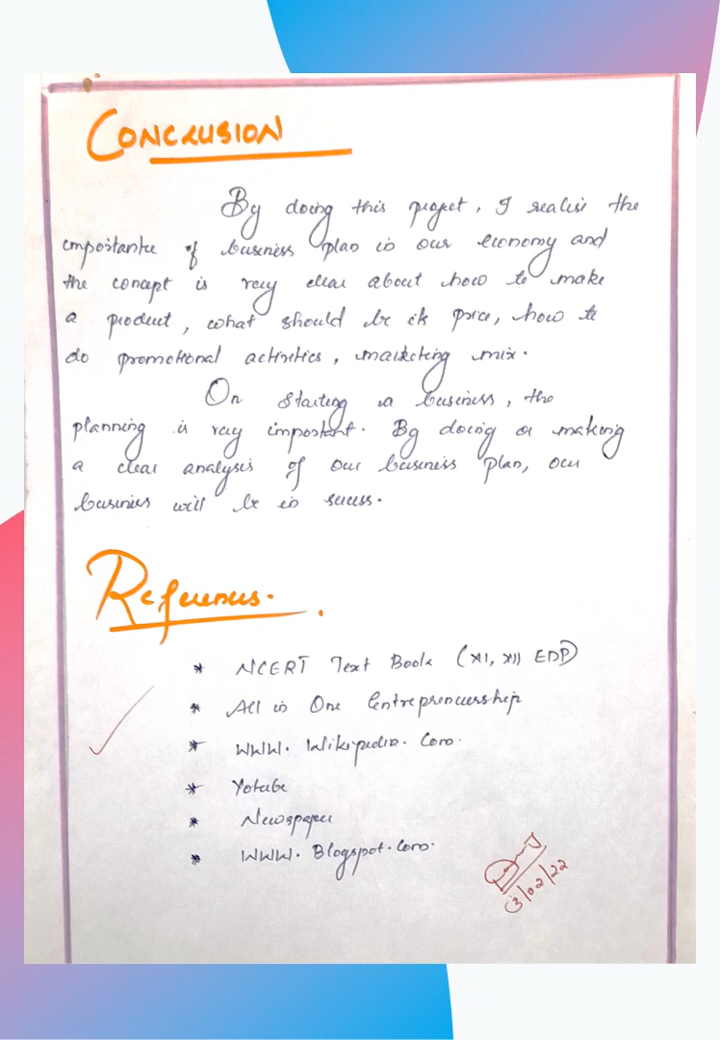 CONCLUSION
By doing this project, I realise the
importante of business plan in our economy and
the concept is very clear about how to make
a product, what should be it's price, how to
do promotional activities, marketing mix.
On starting a business, the
planning is very important. By doing or making
a clear analysis of our business plan, our
business will be in sucess.
References.
* NCERT Text Book (XI, XII EDP)
* All in One Entrepreneurship
* WWW. Wikipedia. Com.
* Yotube
* Newspaper
* WWW. Blogspot. Com.
3/02/22